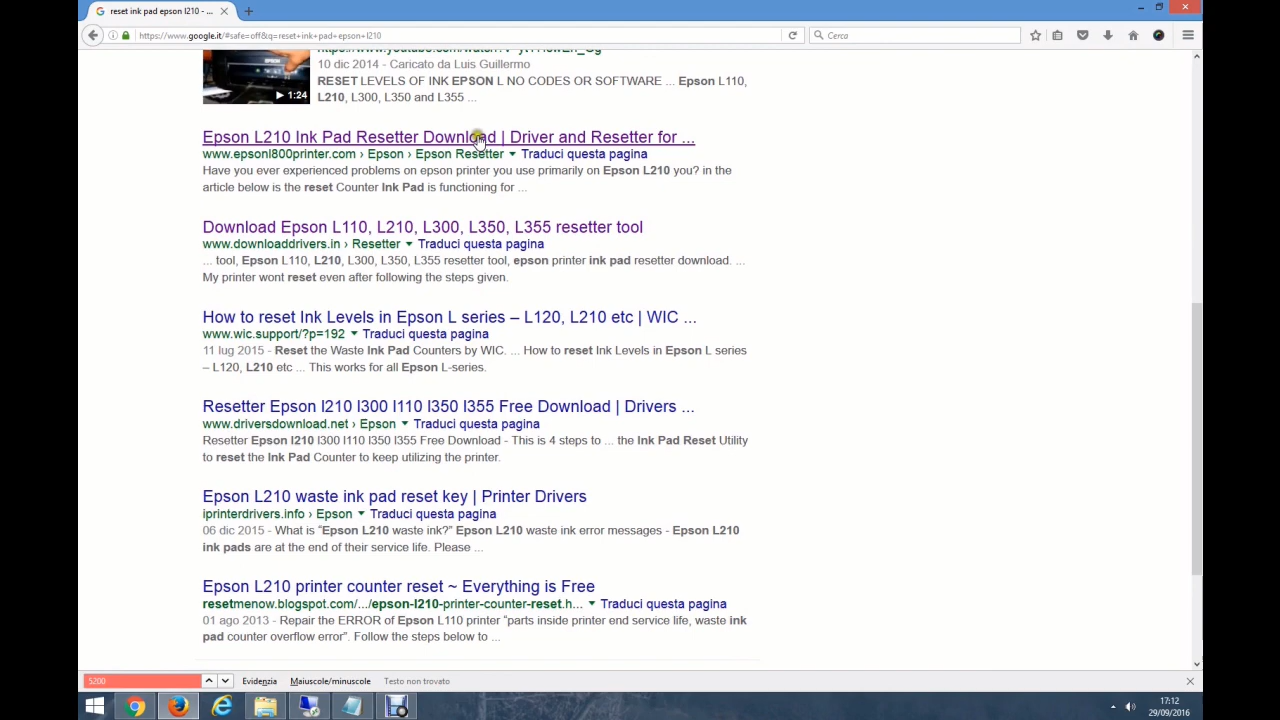 reset ink pad epson l210 - ...
https://www.google.it/#safe=off&q=reset+ink+pad+epson+l210
Cerca
10 dic 2014 - Caricato da Luis Guillermo
RESET LEVELS OF INK EPSON L NO CODES OR SOFTWARE ... Epson L110,
L210, L300, L350 and L355 ...
1:24
Epson L210 Ink Pad Resetter Download | Driver and Resetter for ...
www.epsonl800printer.com › Epson › Epson Resetter Traduci questa pagina
Have you ever experienced problems on epson printer you use primarily on Epson L210 you? in the
article below is the reset Counter Ink Pad is functioning for ...
Download Epson L110, L210, L300, L350, L355 resetter tool
www.downloaddrivers.in › Resetter Traduci questa pagina
... tool, Epson L110, L210, L300, L350, L355 resetter tool, epson printer ink pad resetter download. ...
My printer wont reset even after following the steps given.
How to reset Ink Levels in Epson L series – L120, L210 etc | WIC ...
www.wic.support/?p=192 Traduci questa pagina
11 lug 2015 - Reset the Waste Ink Pad Counters by WIC. ... How to reset Ink Levels in Epson L series
– L120, L210 etc ... This works for all Epson L-series.
Resetter Epson l210 l300 l110 l350 l355 Free Download | Drivers ...
www.driversdownload.net › Epson Traduci questa pagina
Resetter Epson l210 l300 l110 l350 l355 Free Download - This is 4 steps to ... the Ink Pad Reset Utility
to reset the Ink Pad Counter to keep utilizing the printer.
Epson L210 waste ink pad reset key | Printer Drivers
iprinterdrivers.info › Epson Traduci questa pagina
06 dic 2015 - What is “Epson L210 waste ink?” Epson L210 waste ink error messages - Epson L210
ink pads are at the end of their service life. Please ...
Epson L210 printer counter reset ~ Everything is Free
resetmenow.blogspot.com/.../epson-l210-printer-counter-reset.h... Traduci questa pagina
01 ago 2013 - Repair the ERROR of Epson L110 printer “parts inside printer end service life, waste ink
pad counter overflow error”. Follow the steps below to ...
5200 Evidenzia Maiuscole/minuscole Testo non trovato
17:12
29/09/2016